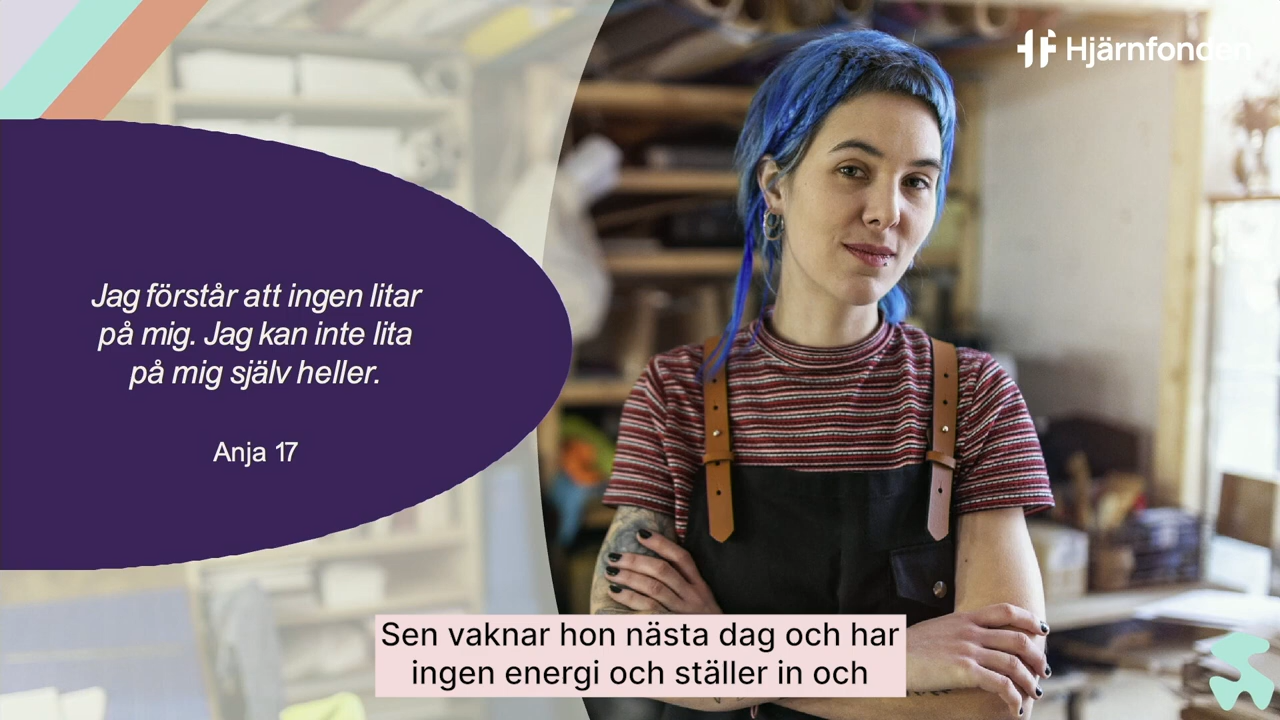 Hjärnfonden
Jag förstår att ingen litar
på mig. Jag kan inte lita
på mig själv heller.
Anja 17
Sen vaknar hon nästa dag och har
ingen energi och ställer in och